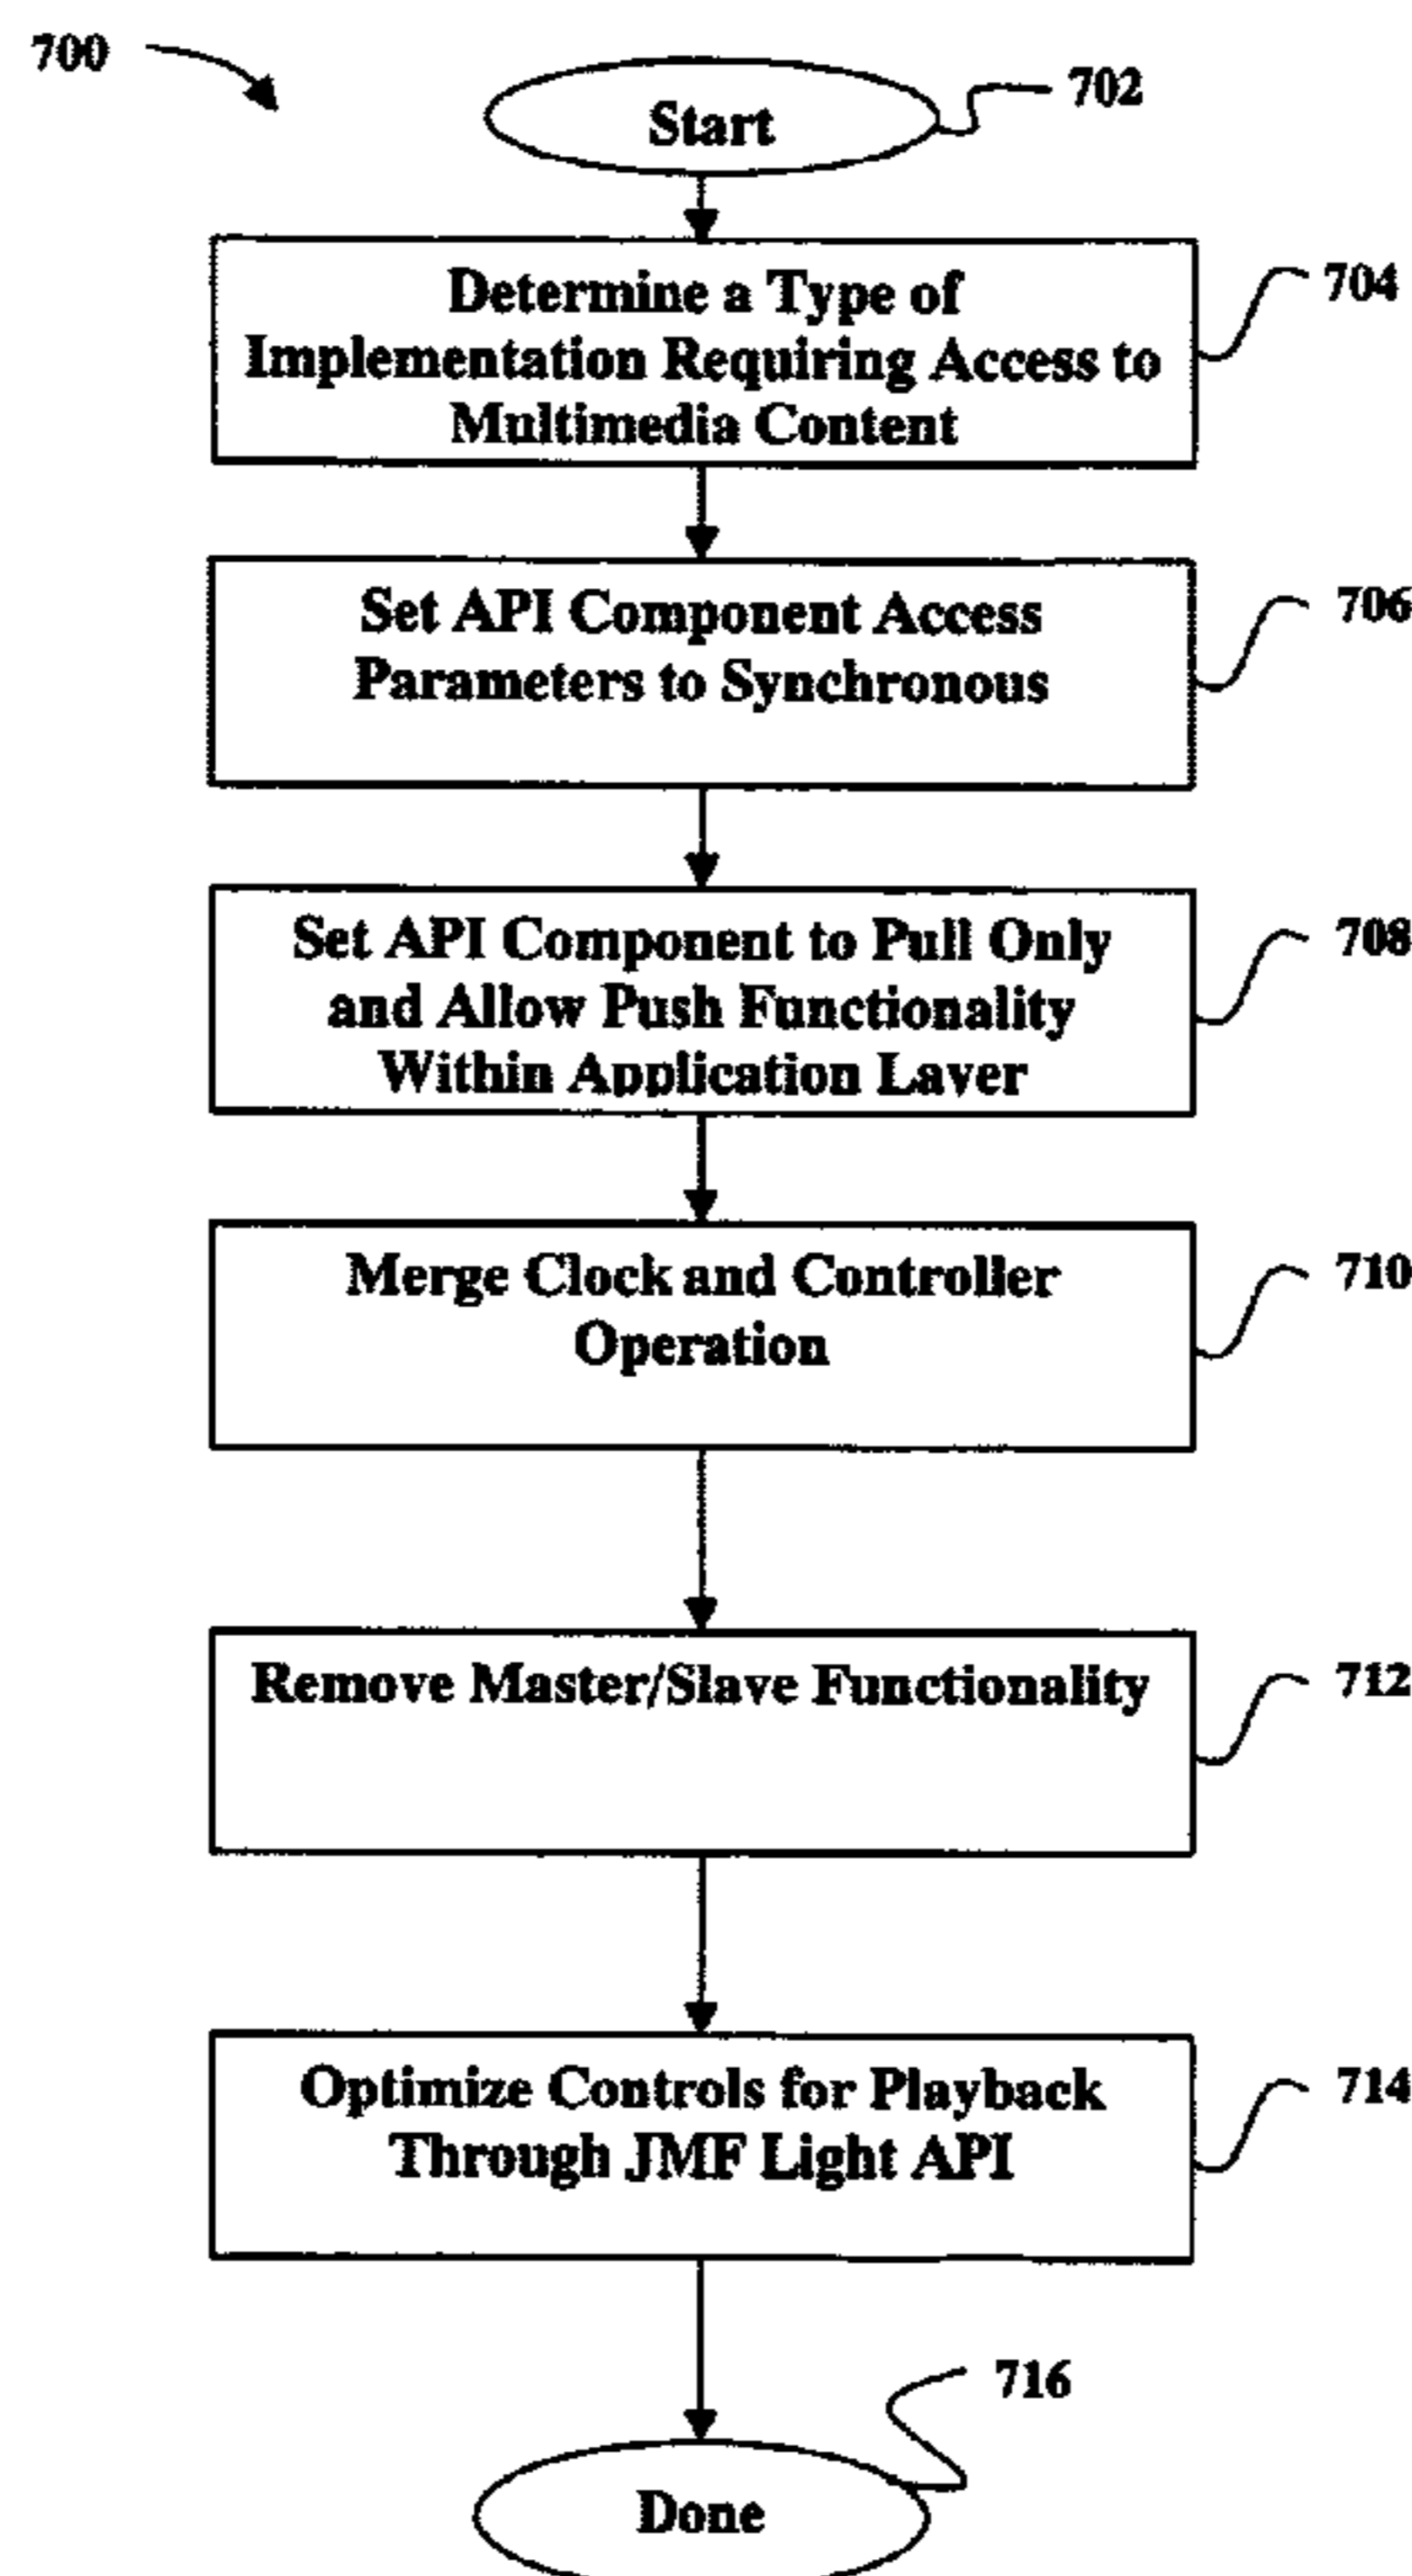 700
Start
702
Determine a Type of
Implementation Requiring Access to
Multimedia Content
704
Set API Component Access
Parameters to Synchronous
706
Set API Component to Pull Only
and Allow Push Functionality
Within Application Layer
708
Merge Clock and Controller
Operation
710
Remove Master/Slave Functionality
712
Optimize Controls for Playback
Through JMF Light API
714
716
Done